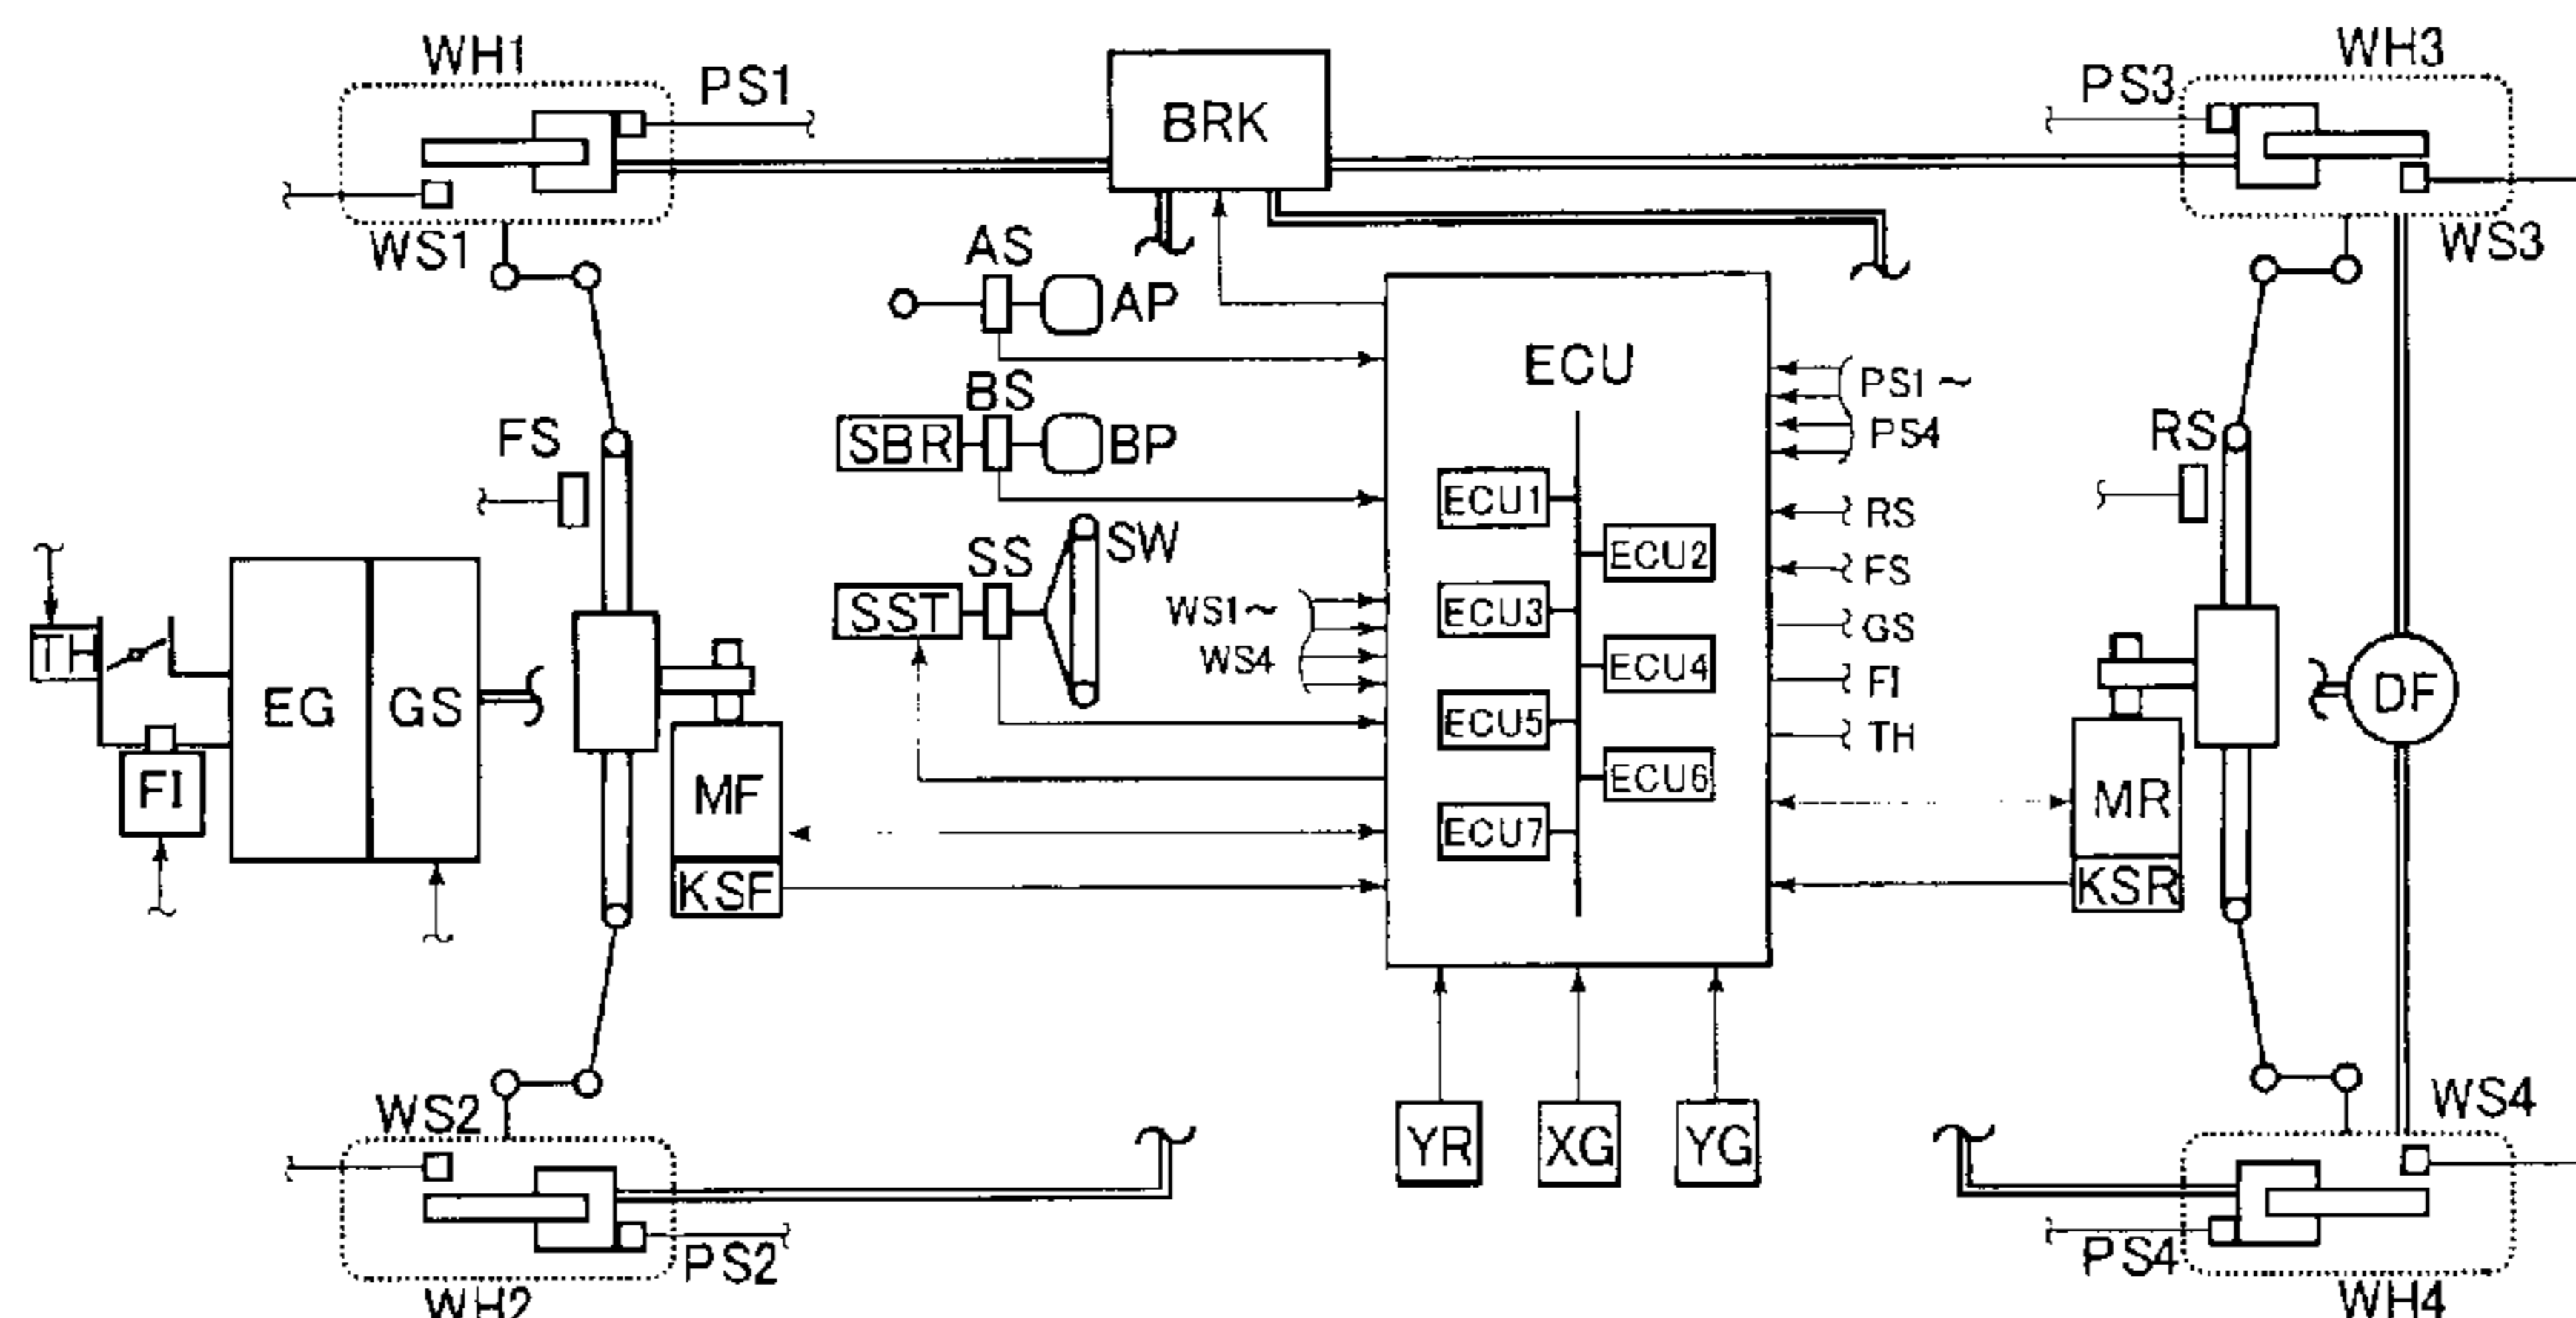 WH1
PS1
WS1
BRK
WH3
PS3
WS3
AS
AP
BS
SBR
BP
SS
SW
SST
FS
TH
EG
GS
FI
MF
KSF
WS1~
WS4
ECU
ECU1
ECU2
ECU3
ECU4
ECU5
ECU6
ECU7
PS1~
PS4
RS
FS
GS
FI
TH
RS
DF
MR
KSR
YR
XG
YG
WS2
PS2
WH2
WS4
PS4
WH4